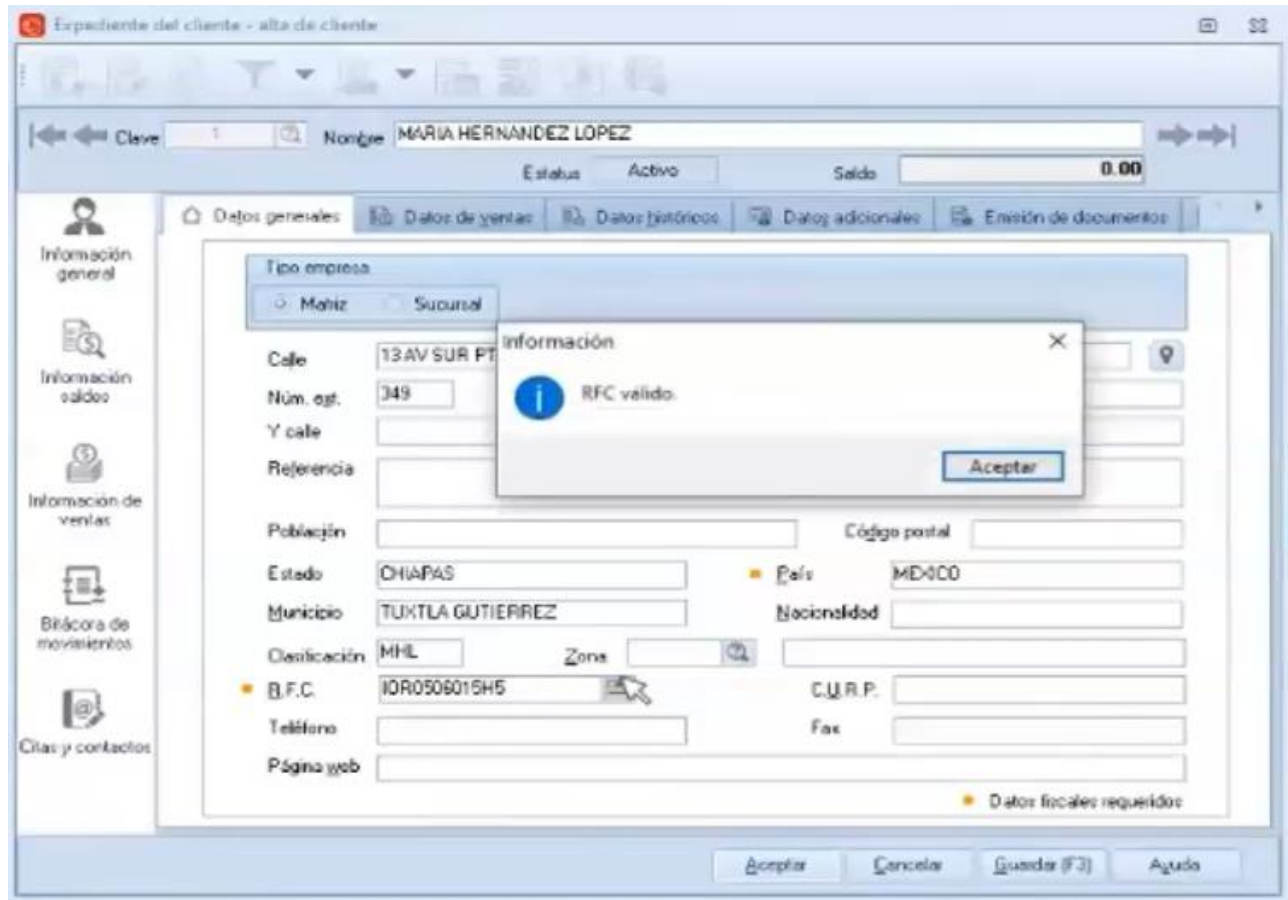 Expediente del cliente - alta de cliente
Clave 1 Nombre MARIA HERNANDEZ LOPEZ
Estatus Activo Saldo 0.00
Datos generales Datos de ventas Datos históricos Datos adicionales Emisión de documentos
Información general
Información saldos
Información de ventas
Bitácora de movimientos
Citas y contactos
Tipo empresa
Matriz Sucursal
Calle 13 AV SUR PT
Núm. ext. 349
Y calle
Referencia
Información
RFC válido.
Aceptar
Población Código postal
Estado CHIAPAS País MEXICO
Municipio TUXTLA GUTIERREZ Nacionalidad
Clasificación MHL Zona
R.F.C. IOR0506015H5 C.U.R.P.
Teléfono Fax
Página web
Datos fiscales requeridos
Aceptar Cancelar Guardar (F3) Ayuda